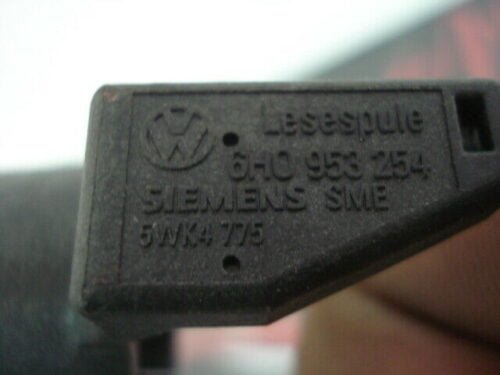 Lesespule
6H0 953 254
SIEMENS SME
5WK4 775